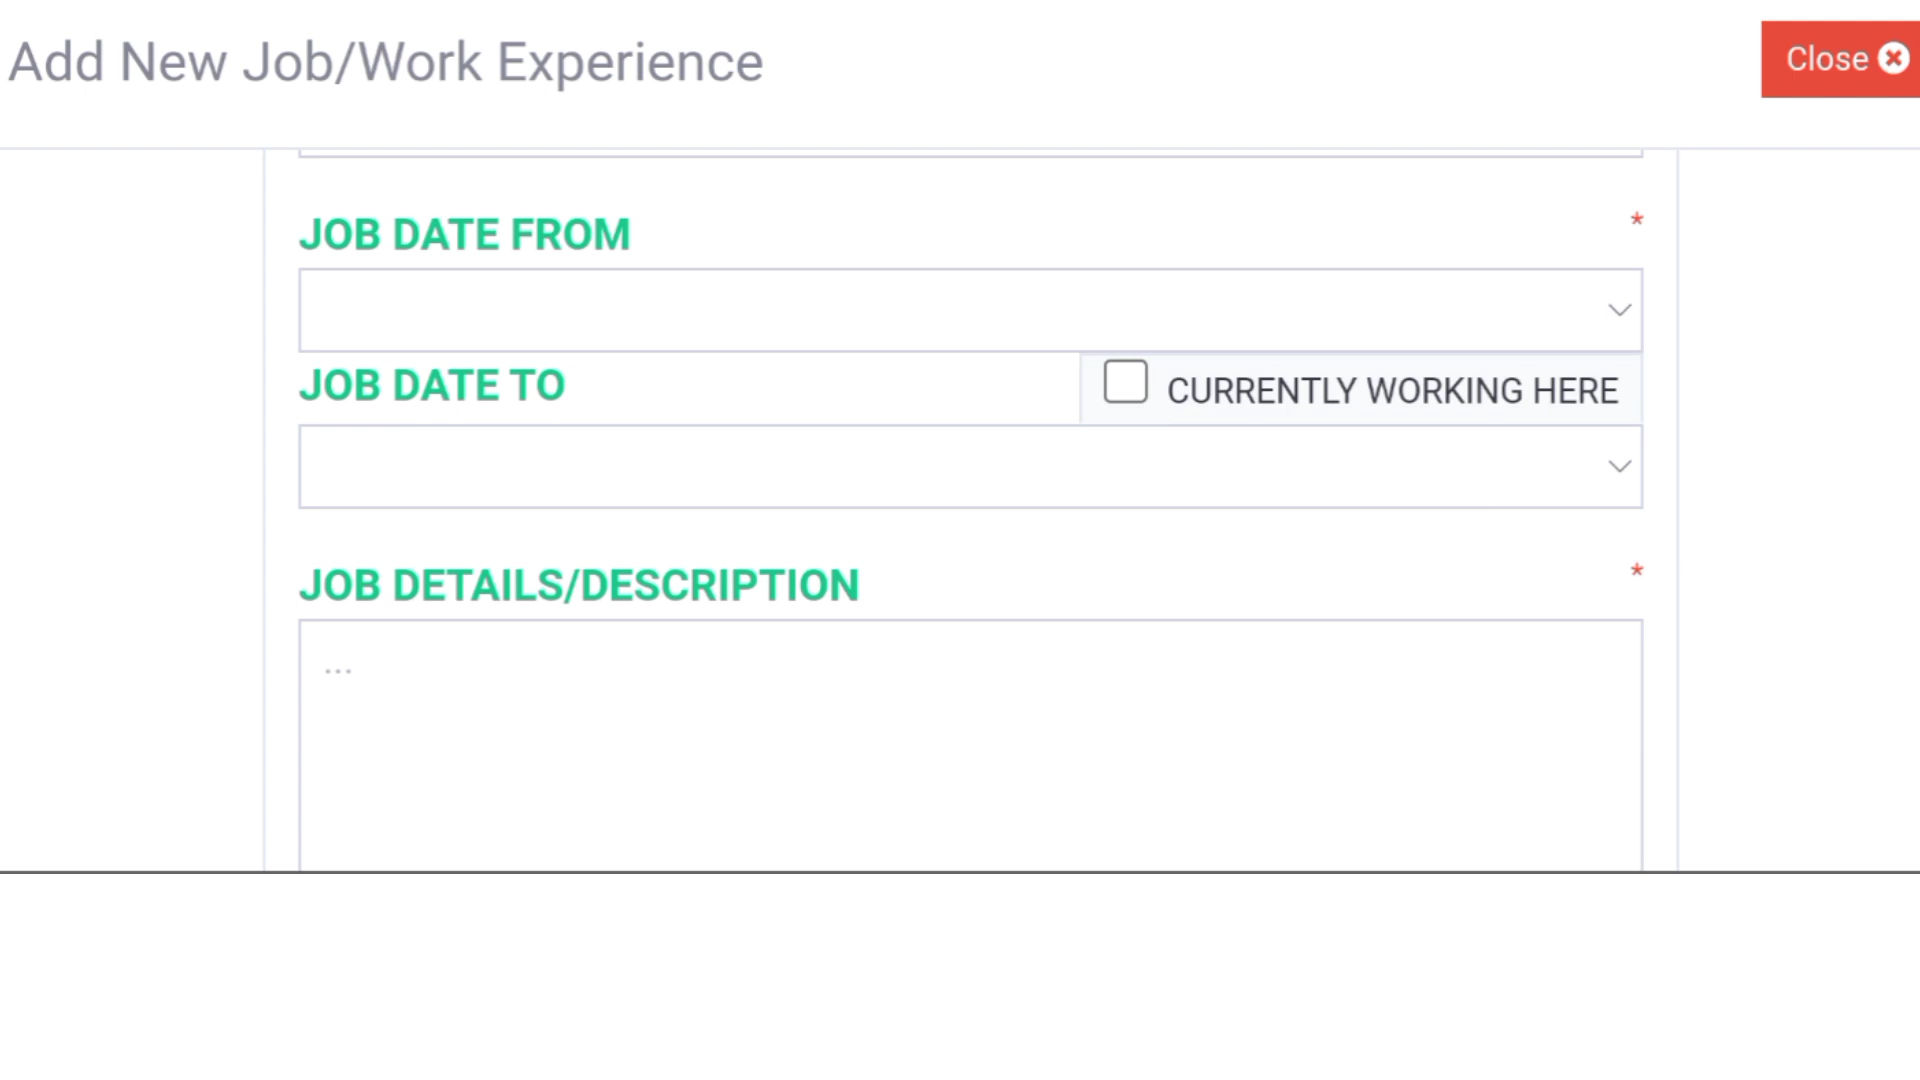 Add New Job/Work Experience
Close
JOB DATE FROM *
JOB DATE TO
CURRENTLY WORKING HERE
JOB DETAILS/DESCRIPTION *
...